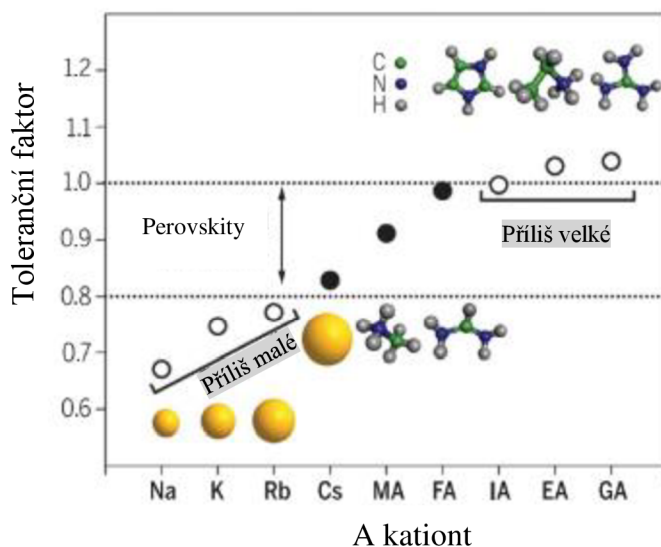 C
N
H
Toleranční faktor
1.2
1.1
1.0
0.9
0.8
0.7
0.6
Perovskity
Příliš velké
Příliš malé
Na K Rb Cs MA FA IA EA GA
A kationt